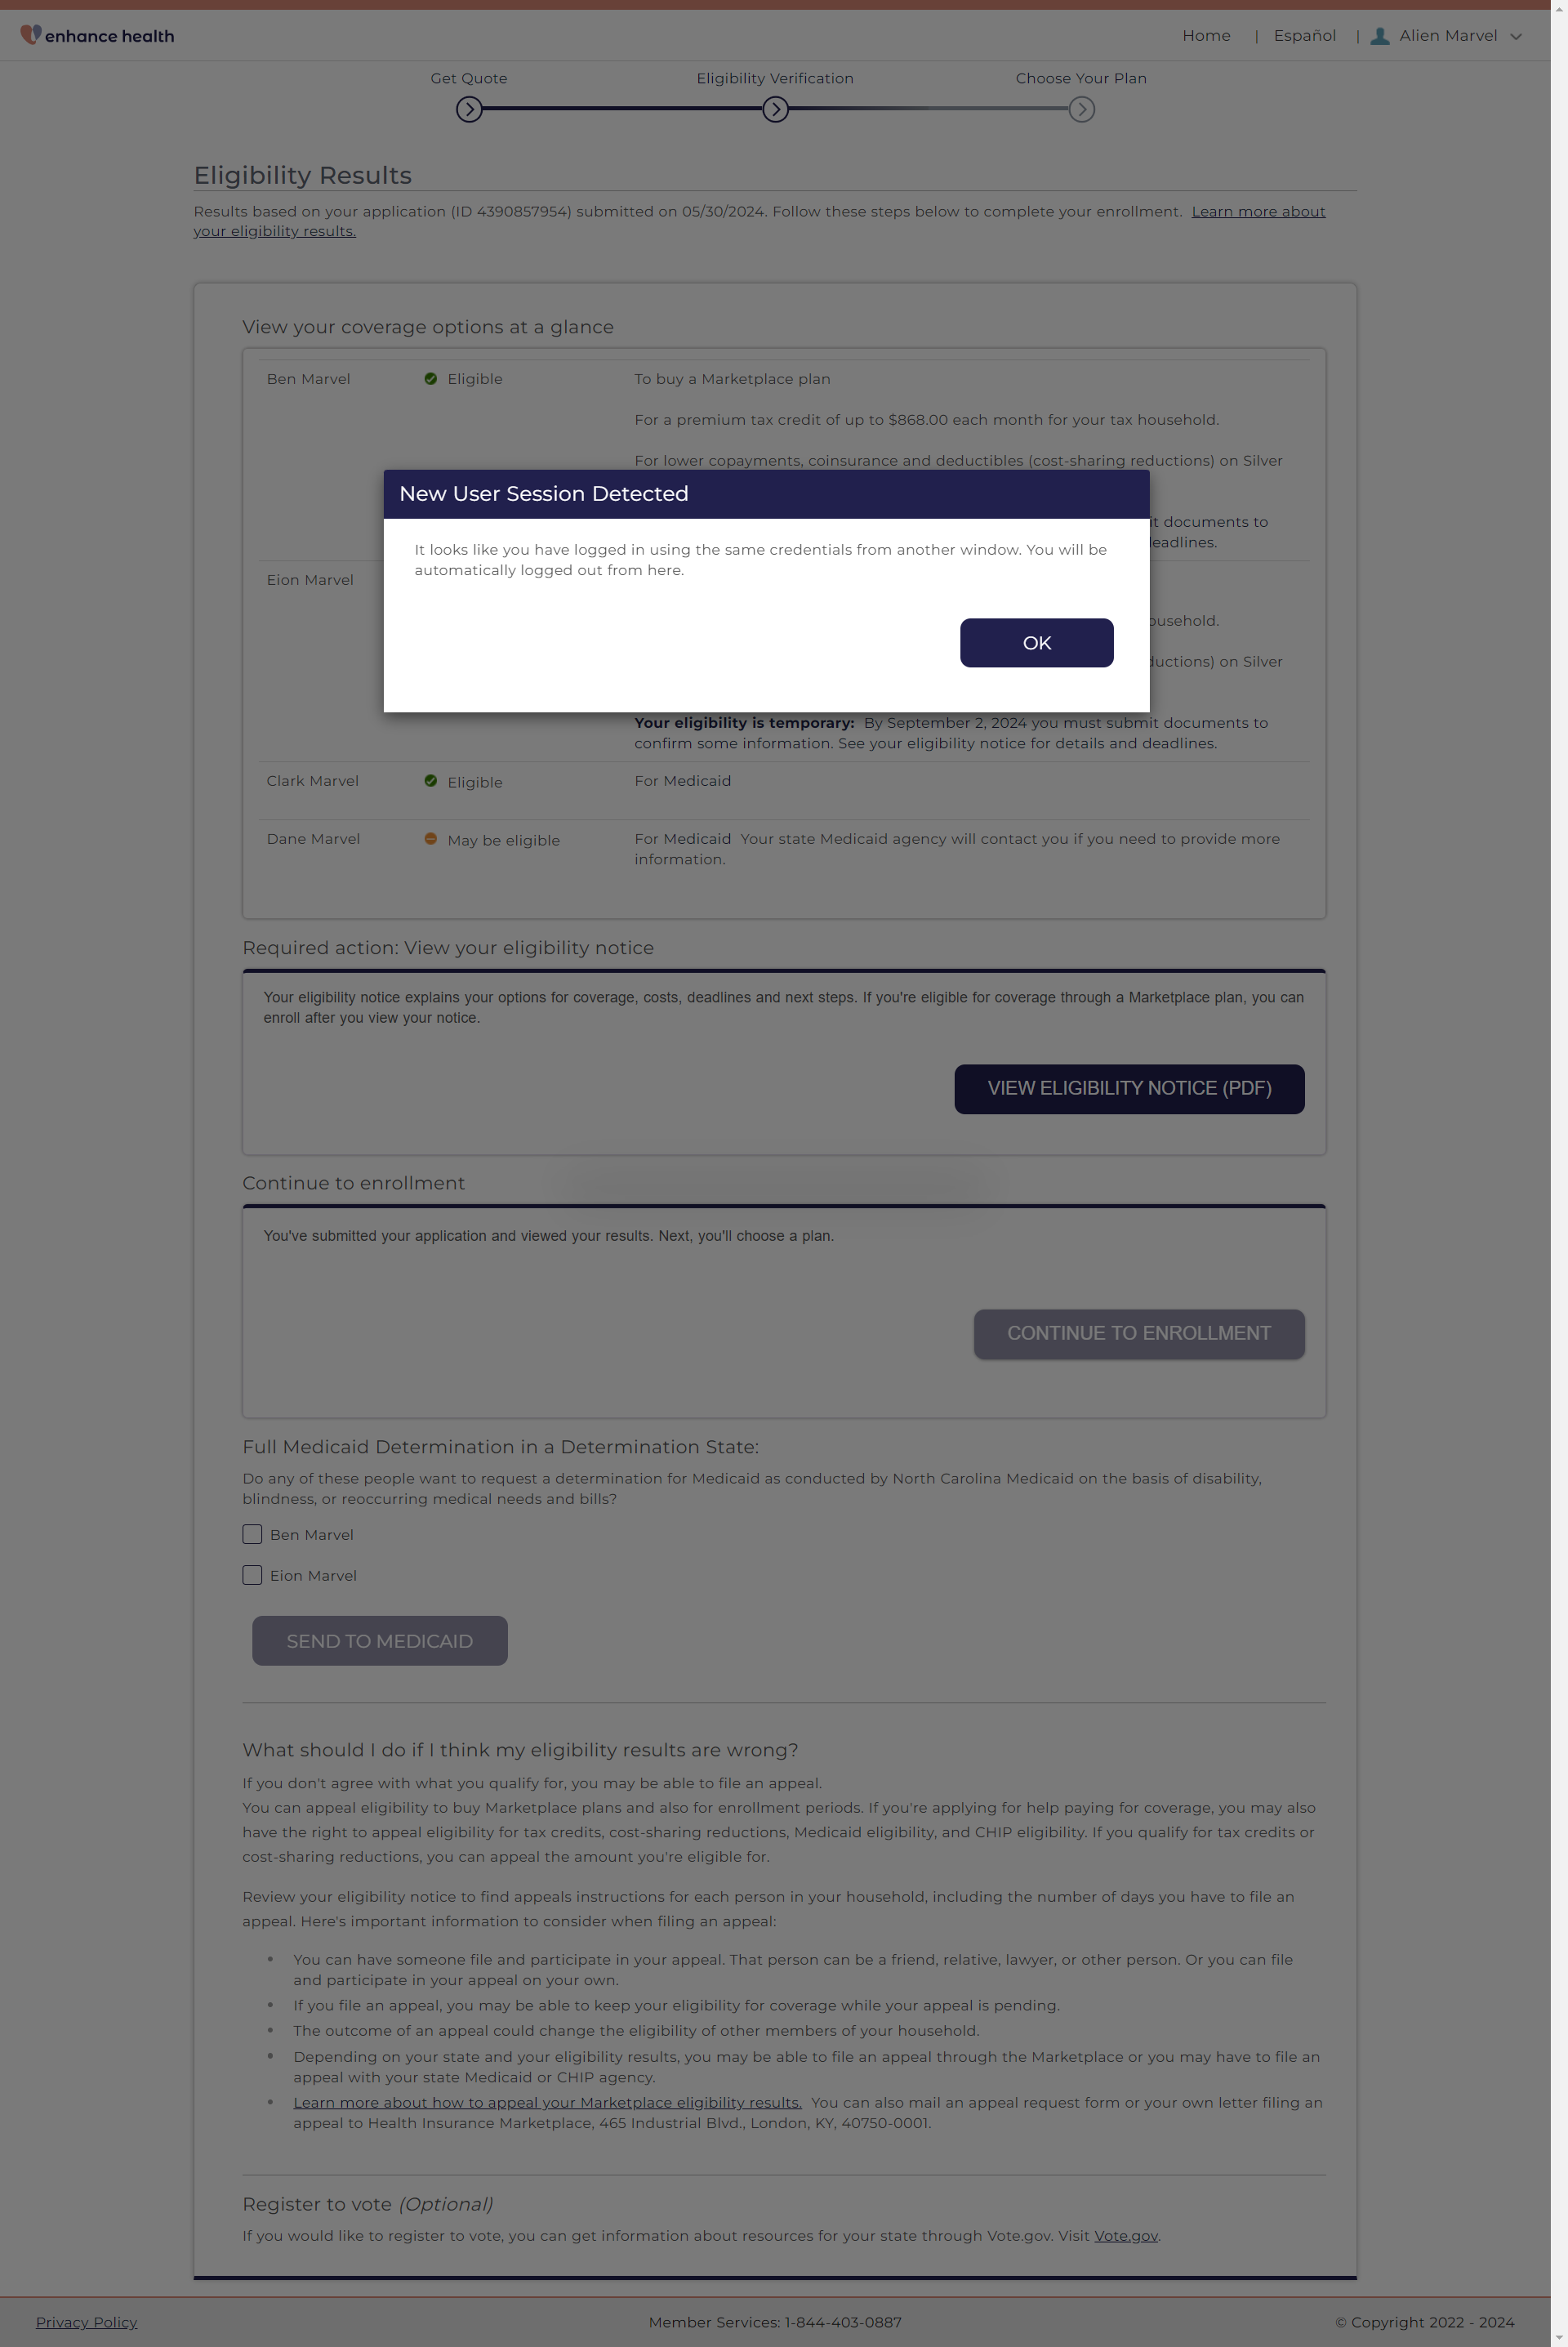 enhance health
Home | Español | Alien Marvel
Get Quote
Eligibility Verification
Choose Your Plan
Eligibility Results
Results based on your application (ID 4390857954) submitted on 05/30/2024. Follow these steps below to complete your enrollment. Learn more about
your eligibility results.
View your coverage options at a glance
Ben Marvel
Eligible
To buy a Marketplace plan
For a premium tax credit of up to $868.00 each month for your tax household.
For lower copayments, coinsurance and deductibles (cost-sharing reductions) on Silver
New User Session Detected
it documents to
It looks like you have logged in using the same credentials from another window. You will be
automatically logged out from here.
OK
Eion Marvel
on Silver
Your eligibility is temporary: By September 2, 2024 you must submit documents to
confirm some information. See your eligibility notice for details and deadlines.
Clark Marvel
Eligible
For Medicaid
Dane Marvel
May be eligible
For Medicaid Your state Medicaid agency will contact you if you need to provide more
information.
Required action: View your eligibility notice
Your eligibility notice explains your options for coverage, costs, deadlines and next steps. If you're eligible for coverage through a Marketplace plan, you can
enroll after you view your notice.
VIEW ELIGIBILITY NOTICE (PDF)
Continue to enrollment
You've submitted your application and viewed your results. Next, you'll choose a plan.
CONTINUE TO ENROLLMENT
Full Medicaid Determination in a Determination State:
Do any of these people want to request a determination for Medicaid as conducted by North Carolina Medicaid on the basis of disability,
blindness, or reoccurring medical needs and bills?
Ben Marvel
Eion Marvel
SEND TO MEDICAID
What should I do if I think my eligibility results are wrong?
If you don't agree with what you qualify for, you may be able to file an appeal.
You can appeal eligibility to buy Marketplace plans and also for enrollment periods. If you're applying for help paying for coverage, you may also
have the right to appeal eligibility for tax credits, cost-sharing reductions, Medicaid eligibility, and CHIP eligibility. If you qualify for tax credits or
cost-sharing reductions, you can appeal the amount you're eligible for.
Review your eligibility notice to find appeals instructions for each person in your household, including the number of days you have to file an
appeal. Here's important information to consider when filing an appeal:
• You can have someone file and participate in your appeal. That person can be a friend, relative, lawyer, or other person. Or you can file
and participate in your appeal on your own.
• If you file an appeal, you may be able to keep your eligibility for coverage while your appeal is pending.
• The outcome of an appeal could change the eligibility of other members of your household.
• Depending on your state and your eligibility results, you may be able to file an appeal through the Marketplace or you may have to file an
appeal with your state Medicaid or CHIP agency.
• Learn more about how to appeal your Marketplace eligibility results. You can also mail an appeal request form or your own letter filing an
appeal to Health Insurance Marketplace, 465 Industrial Blvd., London, KY, 40750-0001.
Register to vote (Optional)
If you would like to register to vote, you can get information about resources for your state through Vote.gov. Visit Vote.gov.
Privacy Policy
Member Services: 1-844-403-0887
© Copyright 2022 - 2024